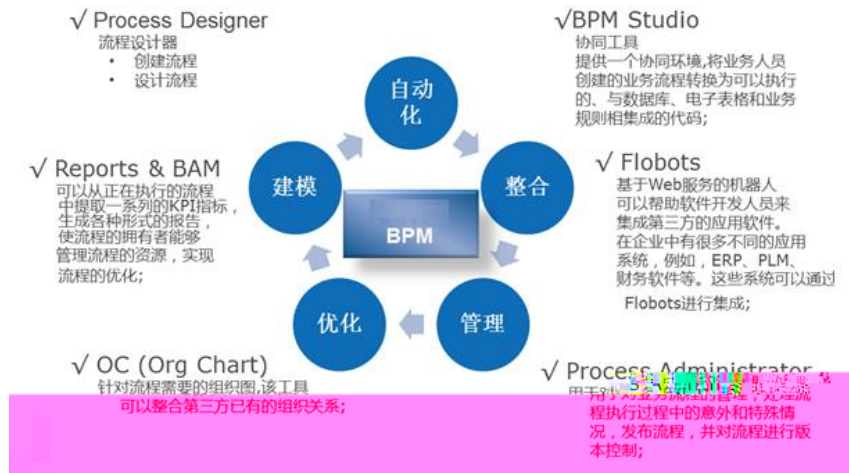 √ Process Designer
流程设计器
• 创建流程
• 设计流程
√BPM Studio
协同工具
提供一个协同环境,将业务人员
创建的业务流程转换为可以执行
的、与数据库、电子表格和业务
规则相集成的代码;
自动
化
√ Reports & BAM
可以从正在执行的流程
中提取一系列的KPI指标，
生成各种形式的报告，
使流程的拥有者能够
管理流程的资源，实现
流程的优化;
建模
整合
BPM
√ Flobots
基于Web服务的机器人
可以帮助软件开发人员来
集成第三方的应用软件。
在企业中有很多不同的应用
系统，例如，ERP、PLM、
财务软件等。这些系统可以通过
Flobots进行集成;
优化
管理
√ OC (Org Chart)
针对流程需要的组织图,该工具
可以整合第三方已有的组织关系;
√ Process Administrator
用于对业务流程的管理，处理流
程执行过程中的意外和特殊情
况，发布流程，并对流程进行版
本控制;